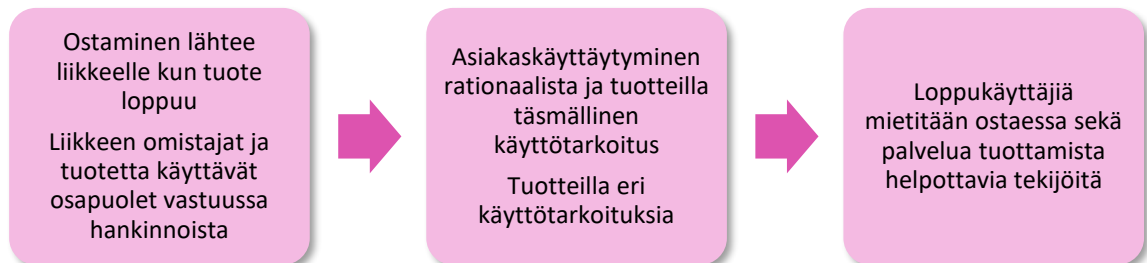 Ostaminen lähtee
liikkeelle kun tuote
loppuu
Liikkeen omistajat ja
tuotetta käyttävät
osapuolet vastuussa
hankinnoista
Asiakaskäyttäytyminen
rationaalista ja tuotteilla
täsmällinen
käyttötarkoitus
Tuotteilla eri
käyttötarkoituksia
Loppukäyttäjiä
mietitään ostaessa sekä
palvelua tuottamista
helpottavia tekijöitä